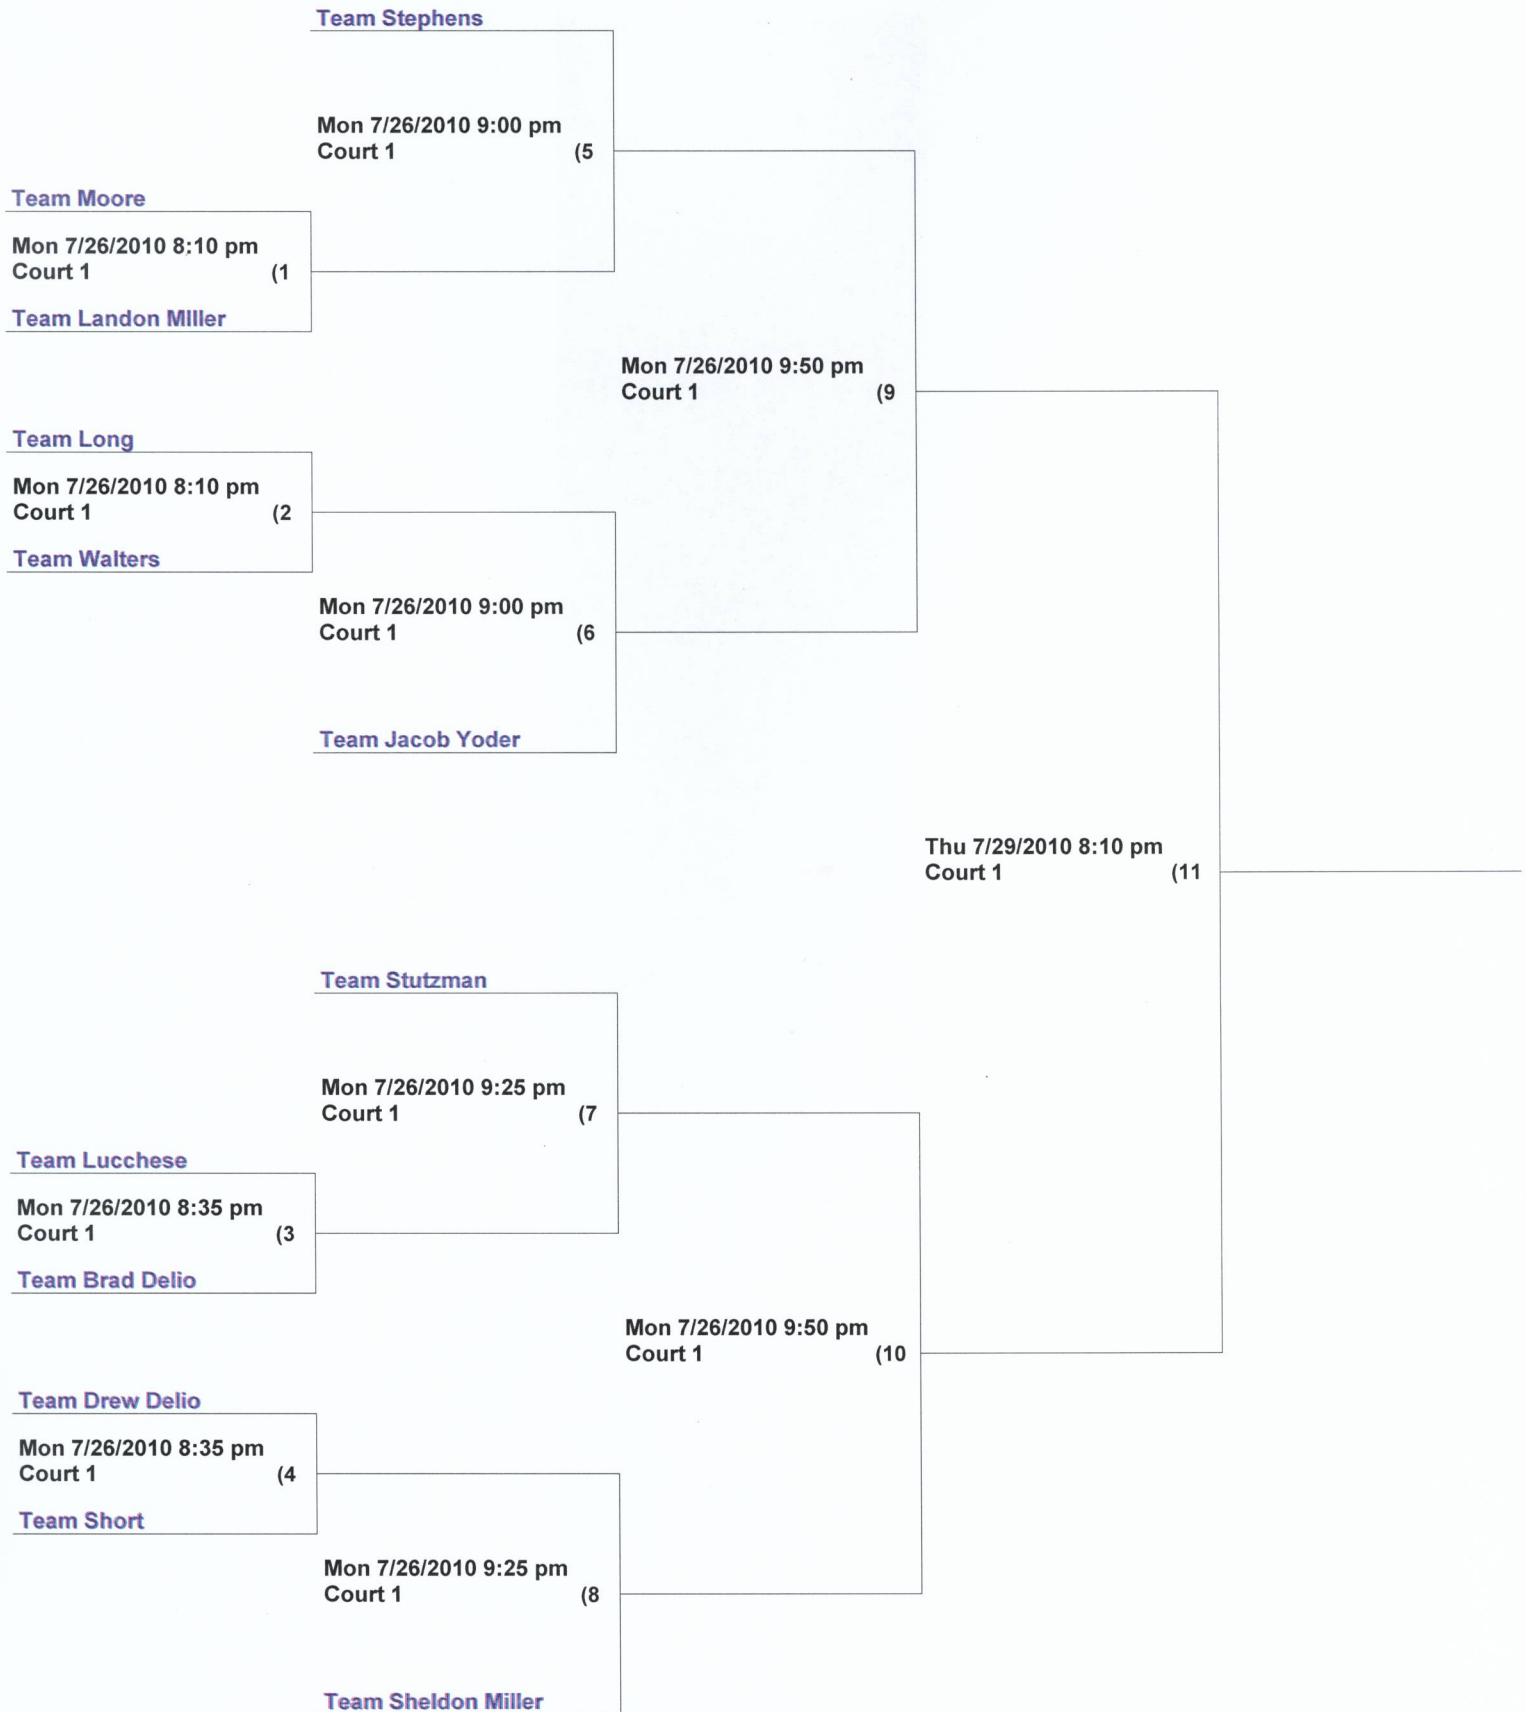 Team Stephens
Mon 7/26/2010 9:00 pm
Court 1 (5
Team Moore
Mon 7/26/2010 8:10 pm
Court 1 (1
Team Landon MIller
Mon 7/26/2010 9:50 pm
Court 1 (9
Team Long
Mon 7/26/2010 8:10 pm
Court 1 (2
Team Walters
Mon 7/26/2010 9:00 pm
Court 1 (6
Team Jacob Yoder
Thu 7/29/2010 8:10 pm
Court 1 (11
Team Stutzman
Mon 7/26/2010 9:25 pm
Court 1 (7
Team Lucchese
Mon 7/26/2010 8:35 pm
Court 1 (3
Team Brad Delio
Mon 7/26/2010 9:50 pm
Court 1 (10
Team Drew Delio
Mon 7/26/2010 8:35 pm
Court 1 (4
Team Short
Mon 7/26/2010 9:25 pm
Court 1 (8
Team Sheldon Miller